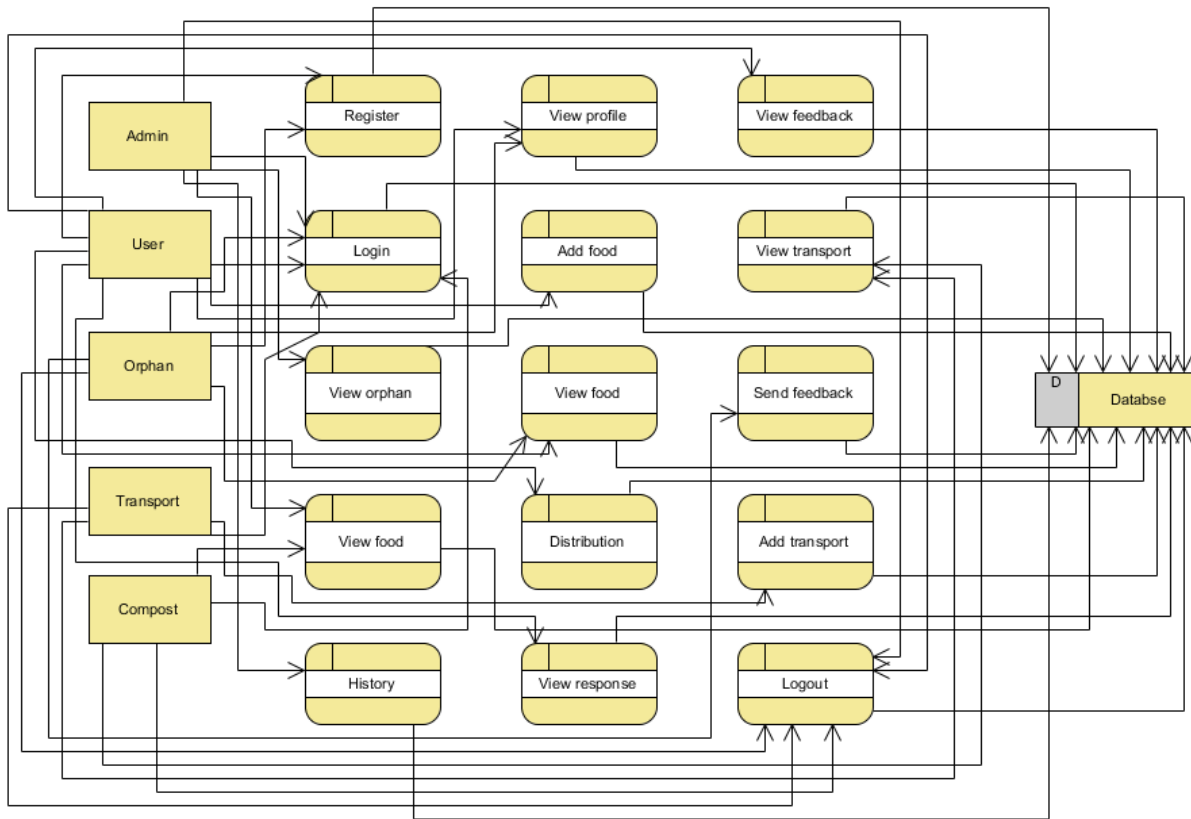 Register
View profile
View feedback
Admin
User
Login
Add food
View transport
Orphan
View orphan
View food
Send feedback
D
Databse
Transport
View food
Distribution
Add transport
Compost
History
View response
Logout